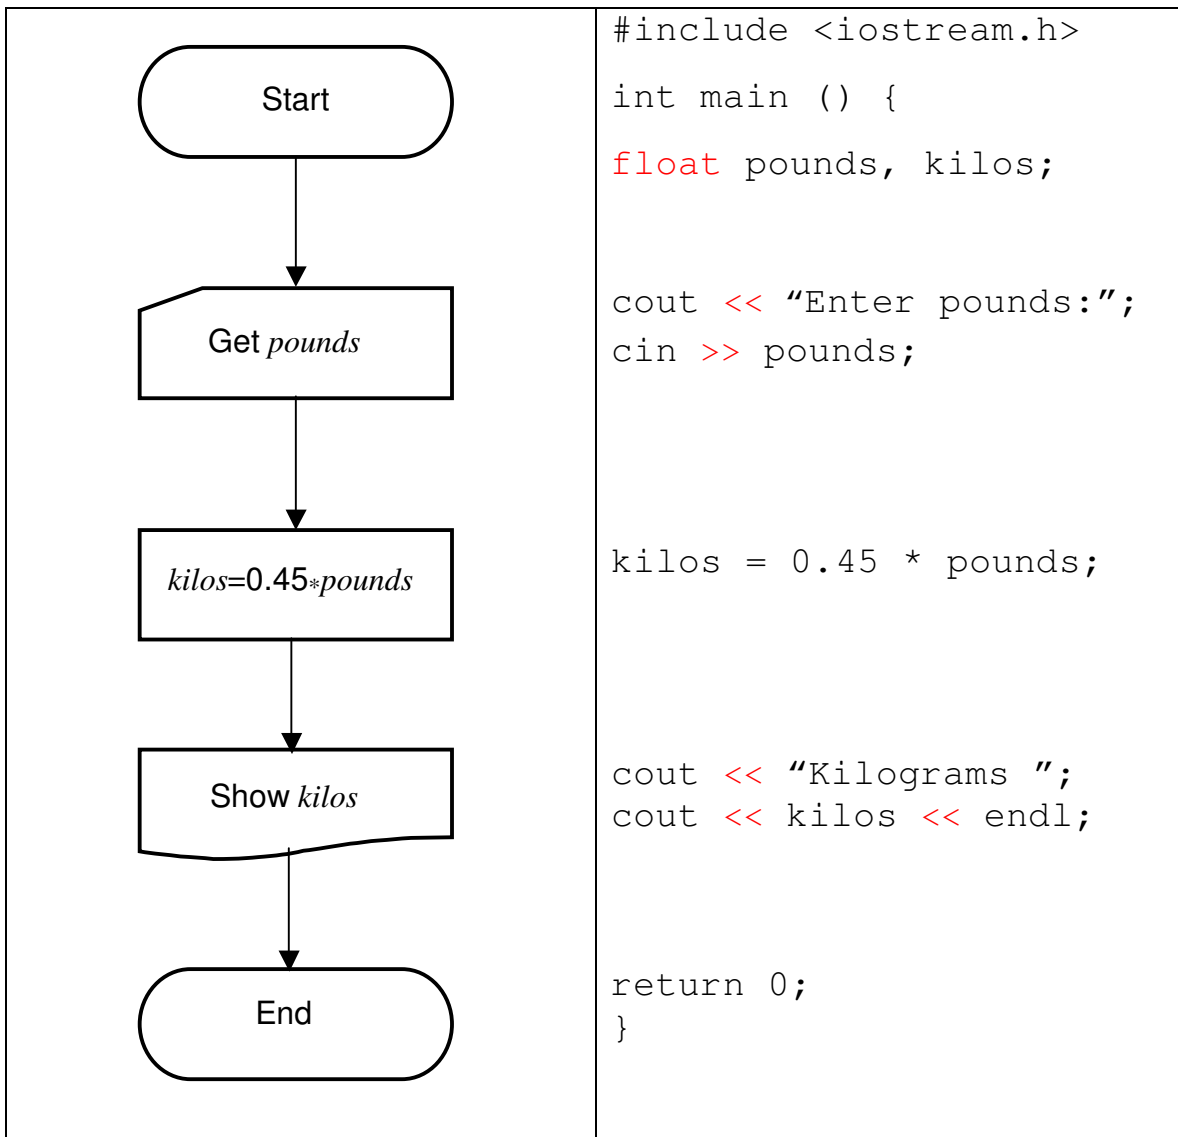 Start
Get pounds
kilos=0.45*pounds
Show kilos
End
#include <iostream.h>
int main () {
float pounds, kilos;
cout << “Enter pounds:”;
cin >> pounds;
kilos = 0.45 * pounds;
cout << “Kilograms ”;
cout << kilos << endl;
return 0;
}